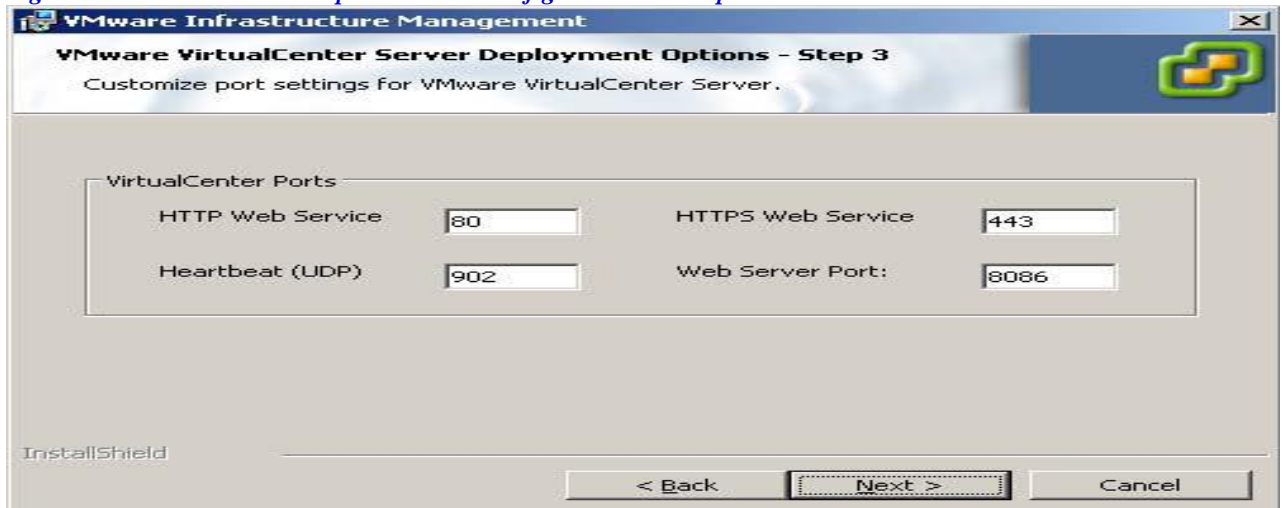 VMware Infrastructure Management
VMware VirtualCenter Server Deployment Options - Step 3
Customize port settings for VMware VirtualCenter Server.
VirtualCenter Ports
HTTP Web Service 80 HTTPS Web Service 443
Heartbeat (UDP) 902 Web Server Port: 8086
InstallShield
< Back Next > Cancel